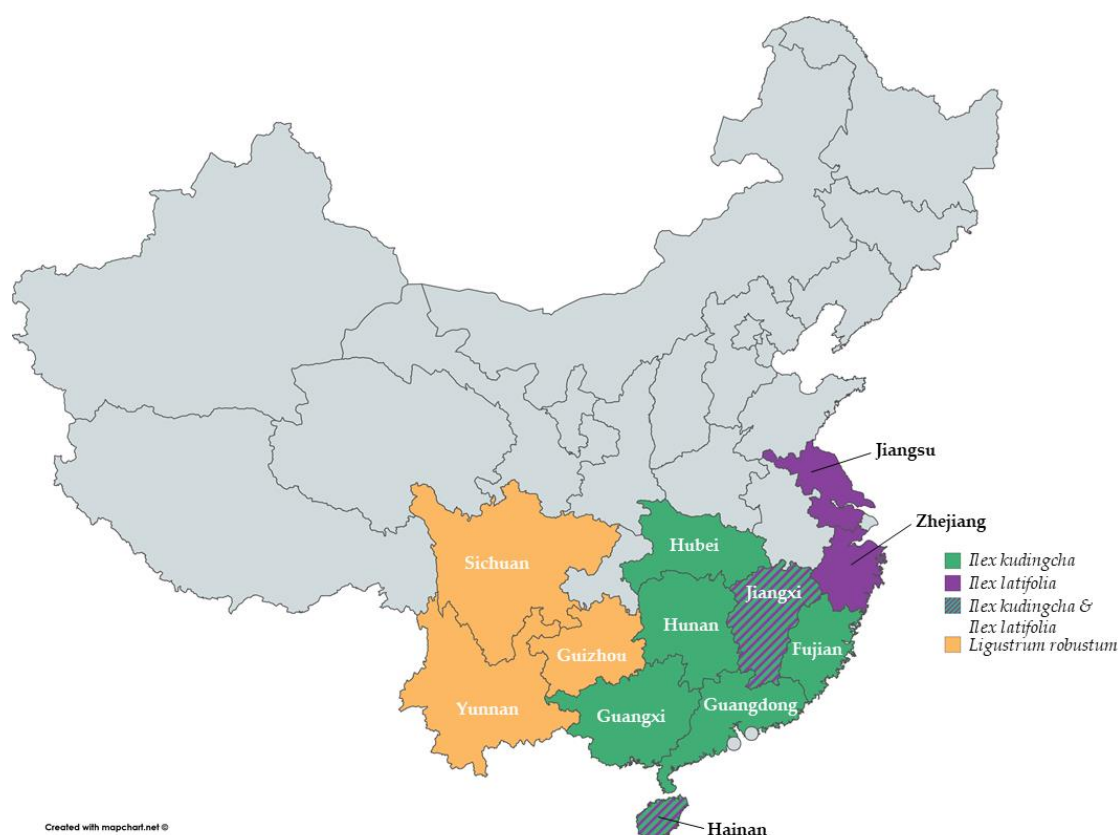 Jiangsu
Zhejiang
Hubei
Sichuan
Jiangxi
Hunan
Guizhou
Fujian
Yunnan
Guangxi
Guangdong
Hainan
Ilex kudingcha
Ilex latifolia
Ilex kudingcha &
Ilex latifolia
Ligustrum robustum
Created with mapchart.net ©